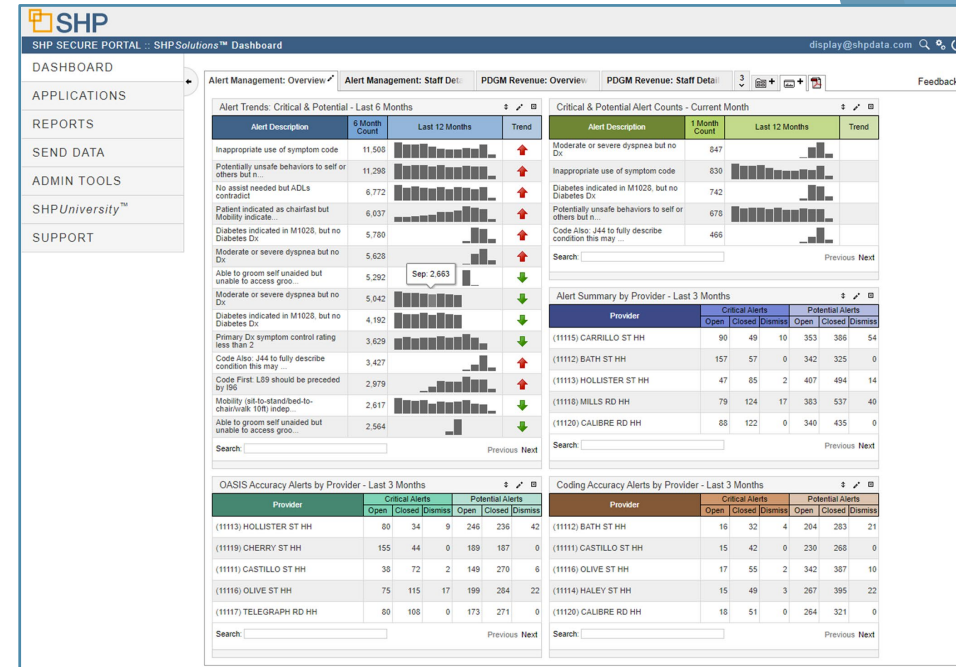 SHP
SHP SECURE PORTAL :: SHPSolutions™ Dashboard
display@shpdata.com
DASHBOARD
APPLICATIONS
REPORTS
SEND DATA
ADMIN TOOLS
SHPUniversity™
SUPPORT
Alert Management: Overview
Alert Management: Staff Det
PDGM Revenue: Overview
PDGM Revenue: Staff Detail
3
Feedback
Alert Trends: Critical & Potential - Last 6 Months
Alert Description 6 Month Count Last 12 Months Trend
Inappropriate use of symptom code 11,508
Potentially unsafe behaviors to self or others but n... 11,298
No assist needed but ADLs contradict 6,772
Patient indicated as chairfast but Mobility indicate... 6,037
Diabetes indicated in M1028, but no Diabetes Dx 5,780
Moderate or severe dyspnea but no Dx 5,628
Able to groom self unaided but unable to access groo... 5,292
Sep: 2,663
Moderate or severe dyspnea but no Dx 5,042
Diabetes indicated in M1028, but no Diabetes Dx 4,192
Primary Dx symptom control rating less than 2 3,629
Code Also: J44 to fully describe condition this may ... 3,427
Code First: L89 should be preceded by I96 2,979
Mobility (sit-to-stand/bed-to-chair/walk 10ft) indep... 2,617
Able to groom self unaided but unable to access groo... 2,564
Search: Previous Next
Critical & Potential Alert Counts - Current Month
Alert Description 1 Month Count Last 12 Months Trend
Moderate or severe dyspnea but no Dx 847
Inappropriate use of symptom code 830
Diabetes indicated in M1028, but no Diabetes Dx 742
Potentially unsafe behaviors to self or others but n... 678
Code Also: J44 to fully describe condition this may ... 466
Search: Previous Next
Alert Summary by Provider - Last 3 Months
Provider Critical Alerts Potential Alerts
Open Closed Dismiss Open Closed Dismiss
(11115) CARRILLO ST HH 90 49 10 353 386 54
(11112) BATH ST HH 157 57 0 342 325 0
(11113) HOLLISTER ST HH 47 85 2 407 494 14
(11118) MILLS RD HH 79 124 17 383 537 40
(11120) CALIBRE RD HH 88 122 0 340 435 0
Search: Previous Next
OASIS Accuracy Alerts by Provider - Last 3 Months
Provider Critical Alerts Potential Alerts
Open Closed Dismiss Open Closed Dismiss
(11113) HOLLISTER ST HH 80 34 9 246 236 42
(11119) CHERRY ST HH 155 44 0 189 187 0
(11111) CASTILLO ST HH 38 72 2 149 270 6
(11116) OLIVE ST HH 75 115 17 199 284 22
(11117) TELEGRAPH RD HH 80 108 0 173 271 0
Search: Previous Next
Coding Accuracy Alerts by Provider - Last 3 Months
Provider Critical Alerts Potential Alerts
Open Closed Dismiss Open Closed Dismiss
(11112) BATH ST HH 16 32 4 204 283 21
(11111) CASTILLO ST HH 15 42 0 230 268 0
(11116) OLIVE ST HH 17 55 2 342 387 10
(11114) HALEY ST HH 15 49 3 267 395 22
(11120) CALIBRE RD HH 18 51 0 264 321 0
Search: Previous Next